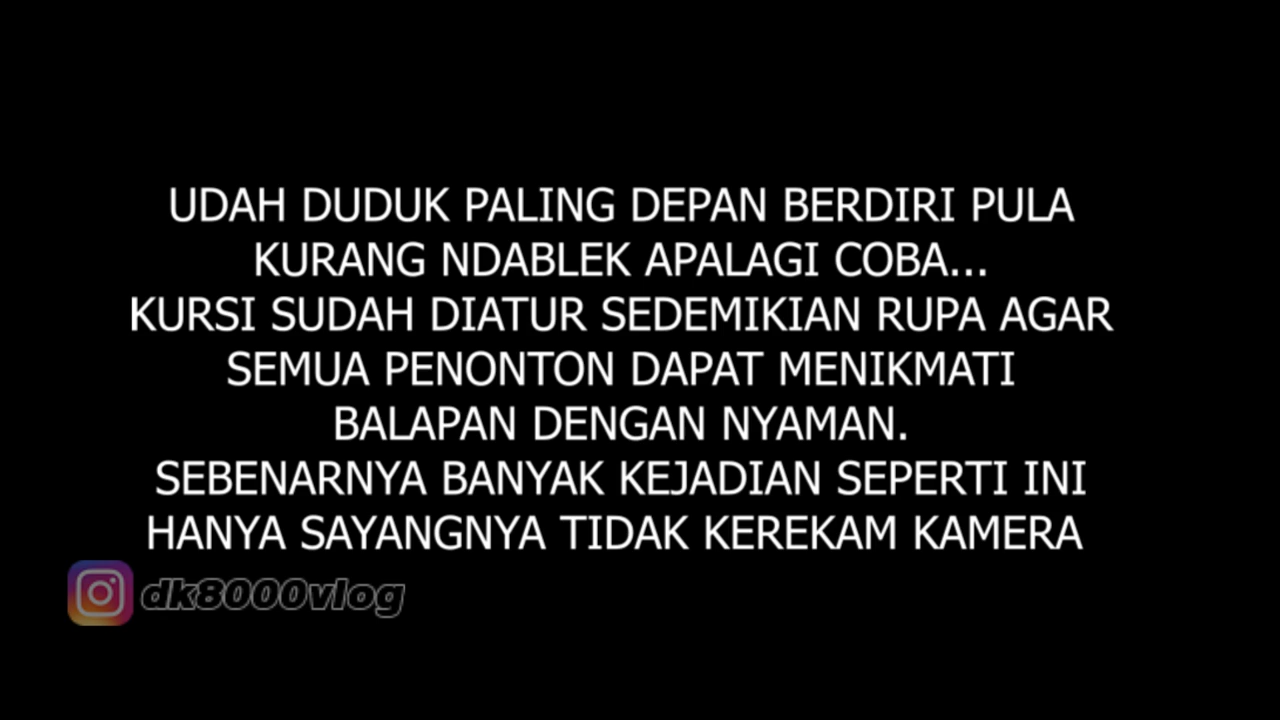 UDAH DUDUK PALING DEPAN BERDIRI PULA
KURANG NDABLEK APALAGI COBA...
KURSI SUDAH DIATUR SEDEMIKIAN RUPA AGAR
SEMUA PENONTON DAPAT MENIKMATI
BALAPAN DENGAN NYAMAN.
SEBENARNYA BANYAK KEJADIAN SEPERTI INI
HANYA SAYANGNYA TIDAK KEREKAM KAMERA
dk8000vlog